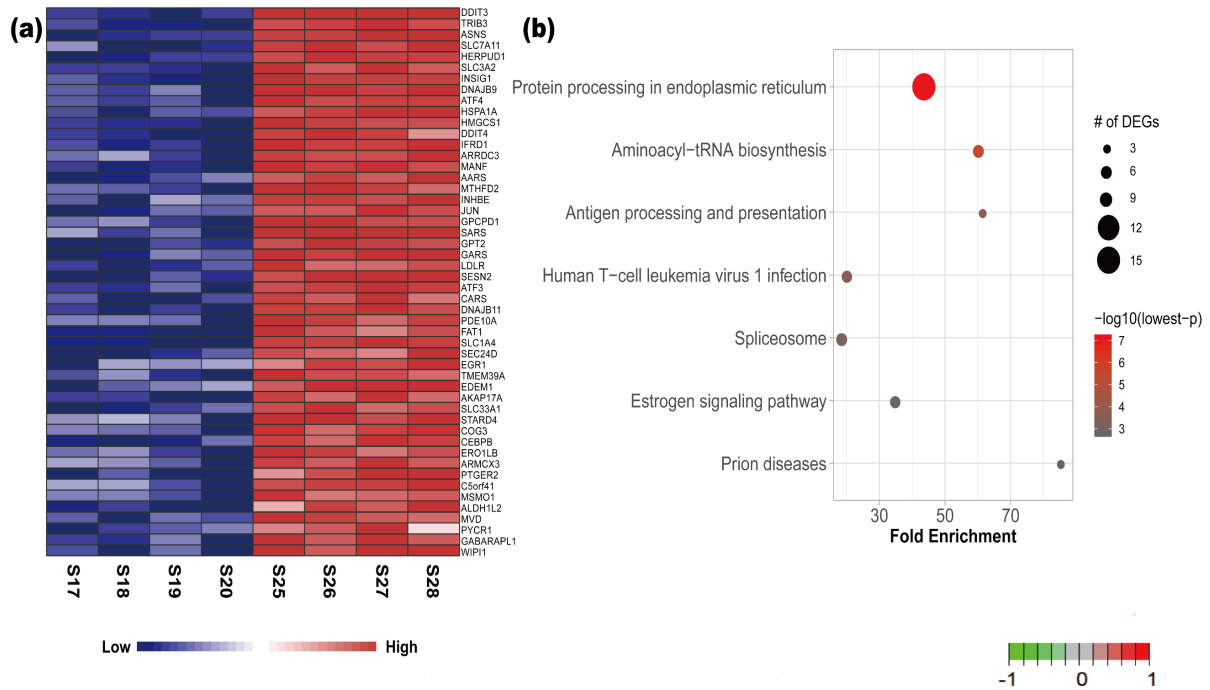 (a)
DDIT3
TRIB3
ASNS
SLC7A11
HERPUD1
SLC3A2
INSIG1
DNAJB9
ATF4
HSPA1A
HMGCS1
DDIT4
IFRD1
ARRDC3
MANF
AARS
MTHFD2
INHBE
JUN
GPCPD1
SARS
GPT2
GARS
LDLR
SESN2
ATF3
CARS
DNAJB11
PDE10A
FAT1
SLC1A4
SEC24D
EGR1
TMEM39A
EDEM1
AKAP17A
SLC33A1
STARD4
COG3
CEBPB
ERO1LB
ARMCX3
PTGER2
C5orf41
MSMO1
ALDH1L2
MVD
PYCR1
GABARAPL1
WIPI1
S17 S18 S19 S20 S25 S26 S27 S28
Low High
(b)
Protein processing in endoplasmic reticulum
Aminoacyl−tRNA biosynthesis
Antigen processing and presentation
Human T−cell leukemia virus 1 infection
Spliceosome
Estrogen signaling pathway
Prion diseases
30 50 70
Fold Enrichment
# of DEGs
3
6
9
12
15
−log10(lowest−p)
7
6
5
4
3
-1 0 1